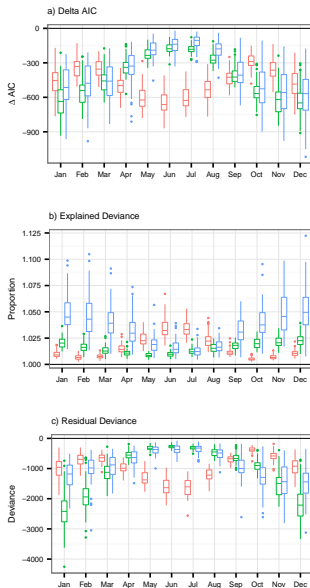 a) Delta AIC
0
−300
−600
−900
Δ AIC
Jan Feb Mar Apr May Jun Jul Aug Sep Oct Nov Dec
b) Explained Deviance
1.125
1.100
1.075
1.050
1.025
1.000
Proportion
Jan Feb Mar Apr May Jun Jul Aug Sep Oct Nov Dec
c) Residual Deviance
0
−1000
−2000
−3000
−4000
Deviance
Jan Feb Mar Apr May Jun Jul Aug Sep Oct Nov Dec